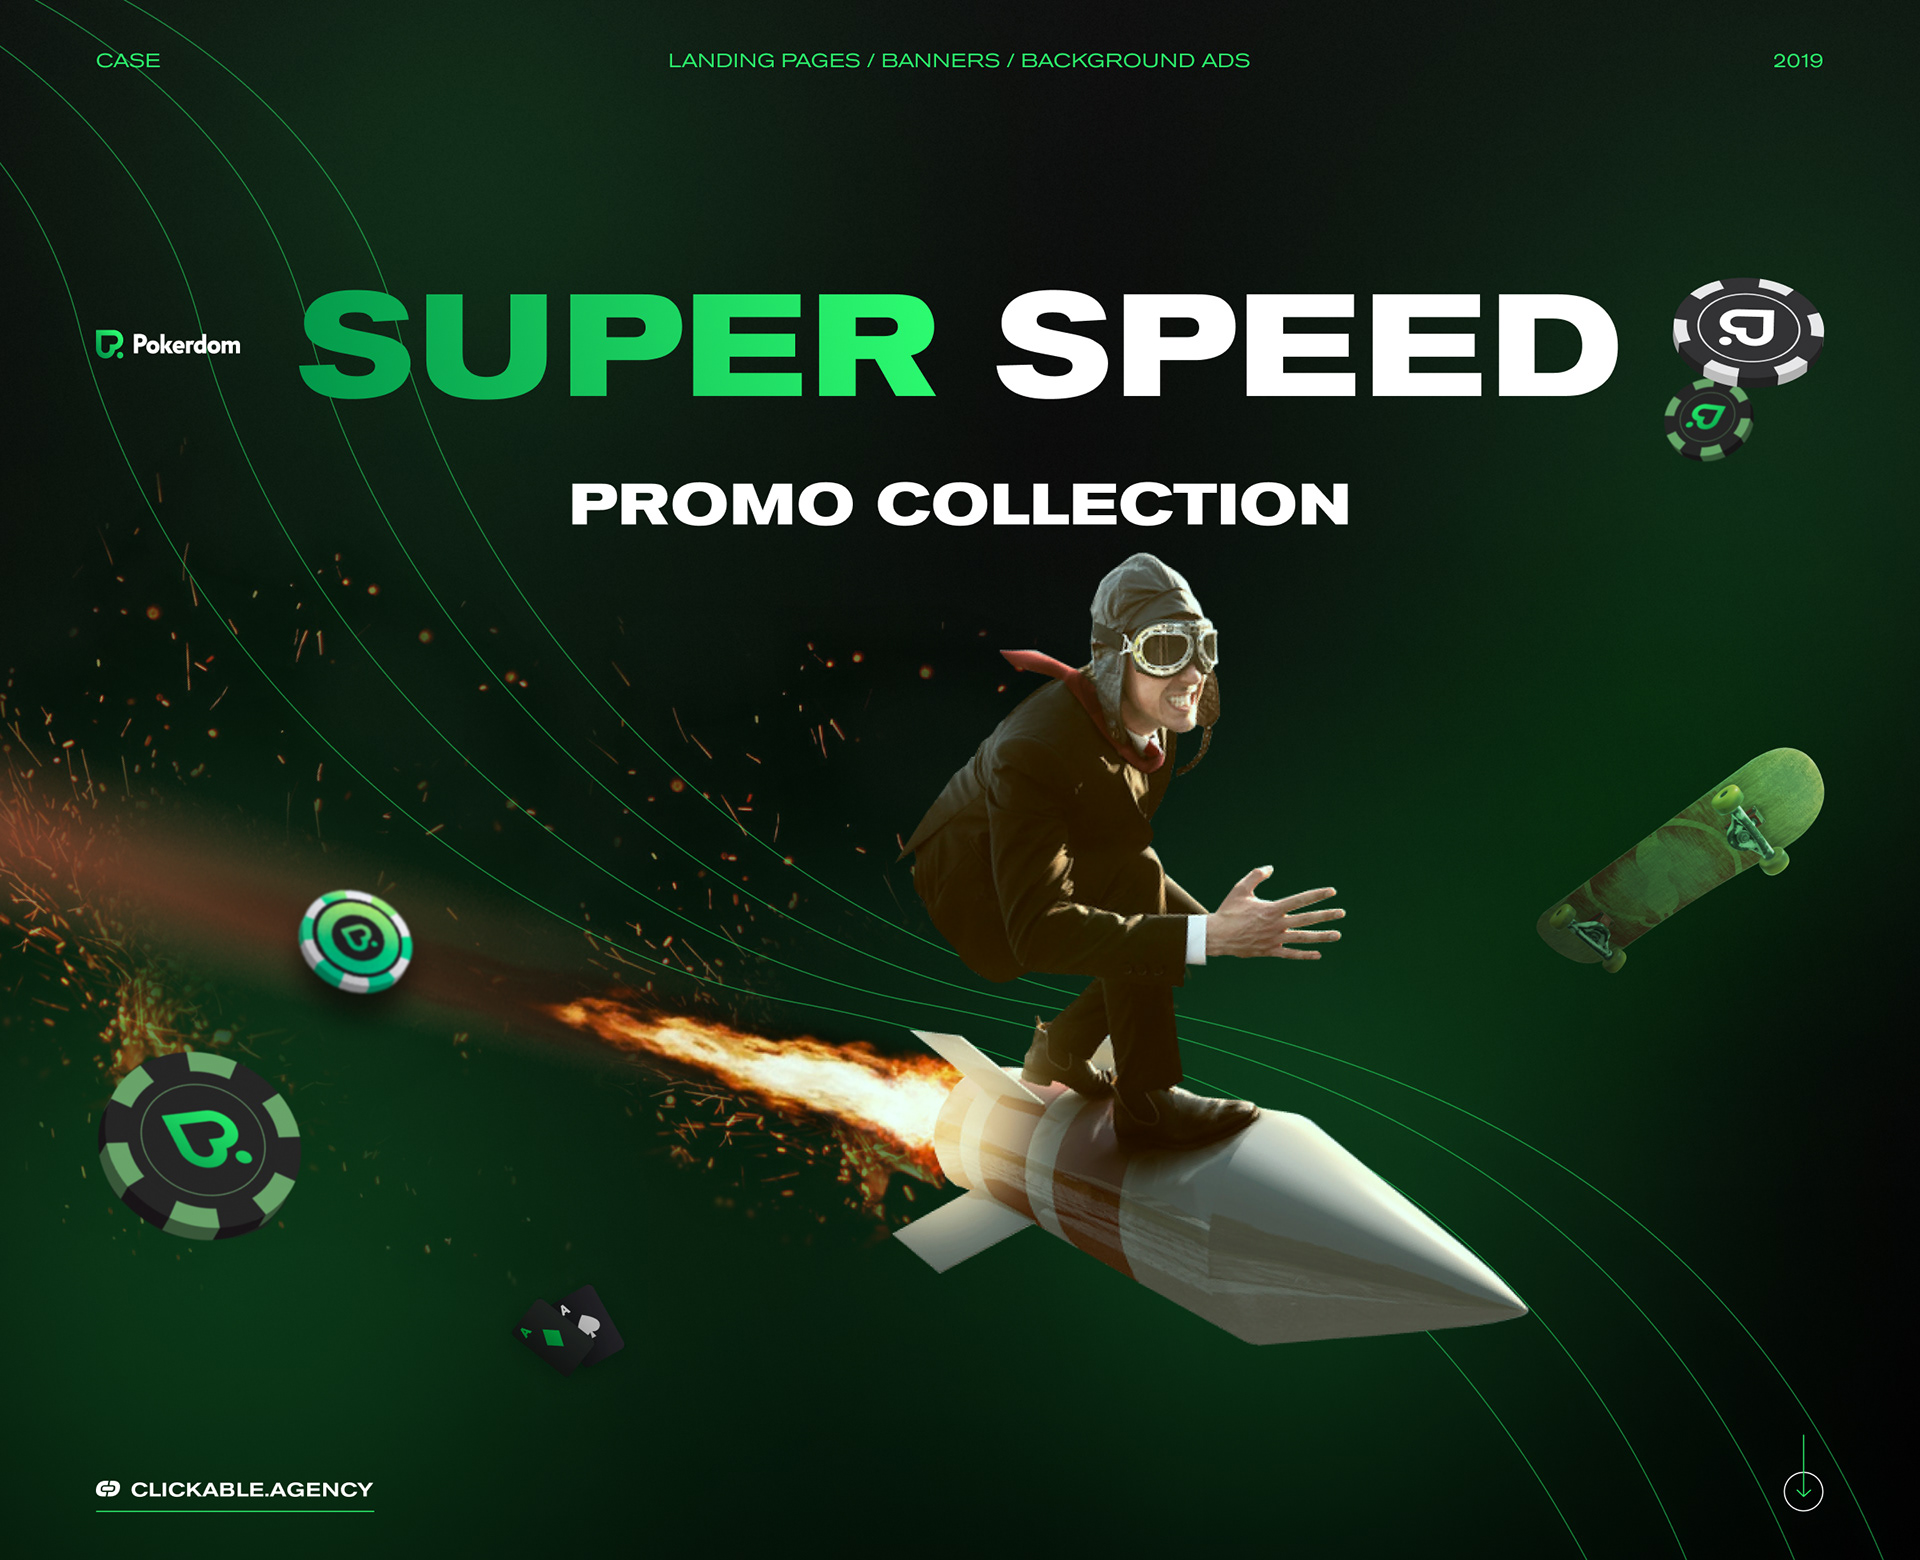 CASE
LANDING PAGES / BANNERS / BACKGROUND ADS
2019
Pokerdom
SUPER SPEED
PROMO COLLECTION
A
A
CLICKABLE.AGENCY